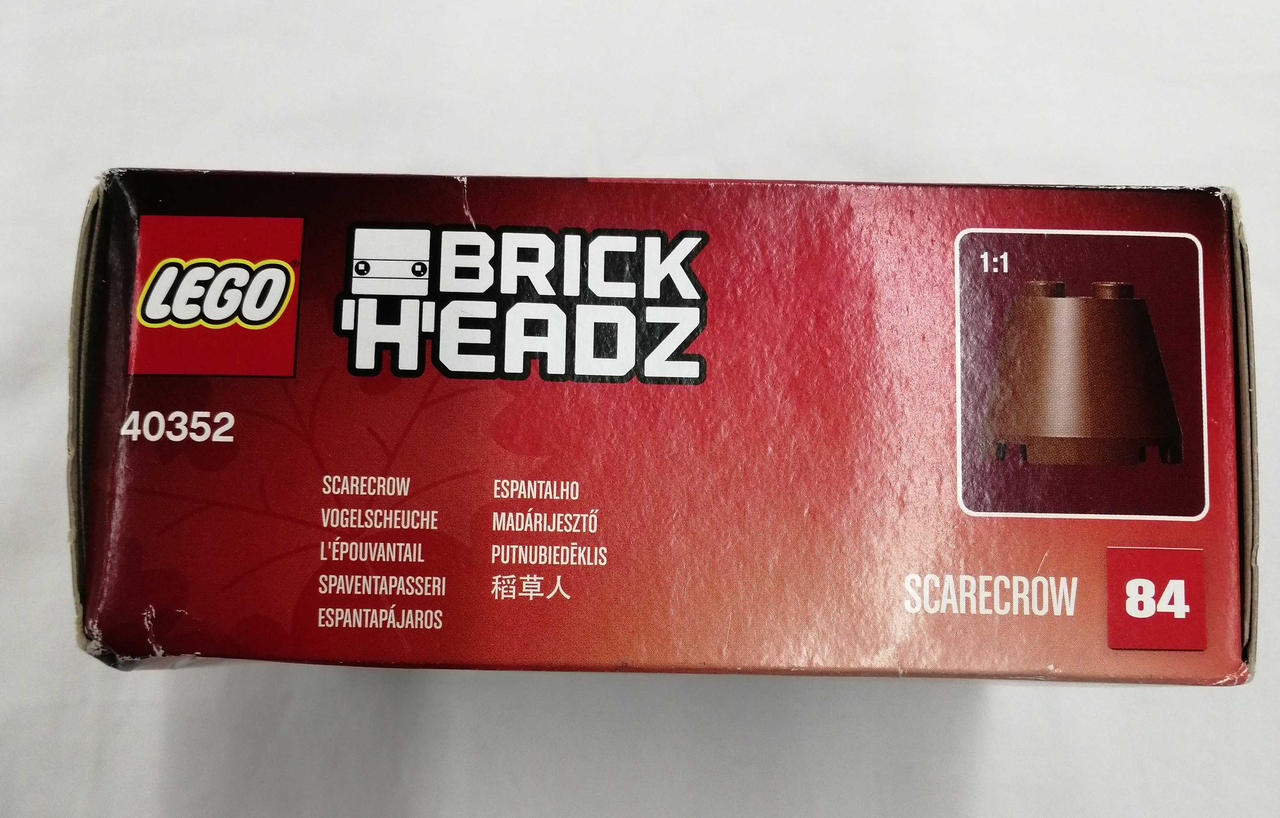 LEGO®
BRICK
HEADZ
1:1
40352
SCARECROW
VOGELSCHEUCHE
L'ÉPOUVANTAIL
SPAVENTAPASSERI
ESPANTAPÁJAROS
ESPANTALHO
MADÁRIJESZTŐ
PUTNUBIEDĒKLIS
稻草人
SCARECROW
84